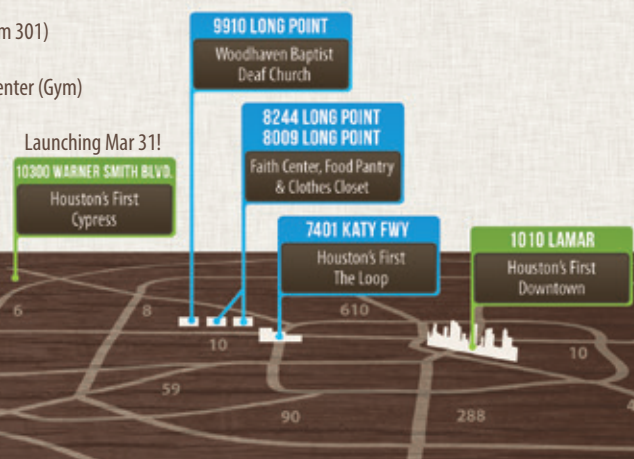 m 301)
enter (Gym)
Launching Mar 31!
10300 WARNER SMITH BLVD.
Houston's First
Cypress
9910 LONG POINT
Woodhaven Baptist
Deaf Church
8244 LONG POINT
8009 LONG POINT
Faith Center, Food Pantry
& Clothes Closet
7401 KATY FWY
Houston's First
The Loop
1010 LAMAR
Houston's First
Downtown
6
8
610
10
10
59
90
288